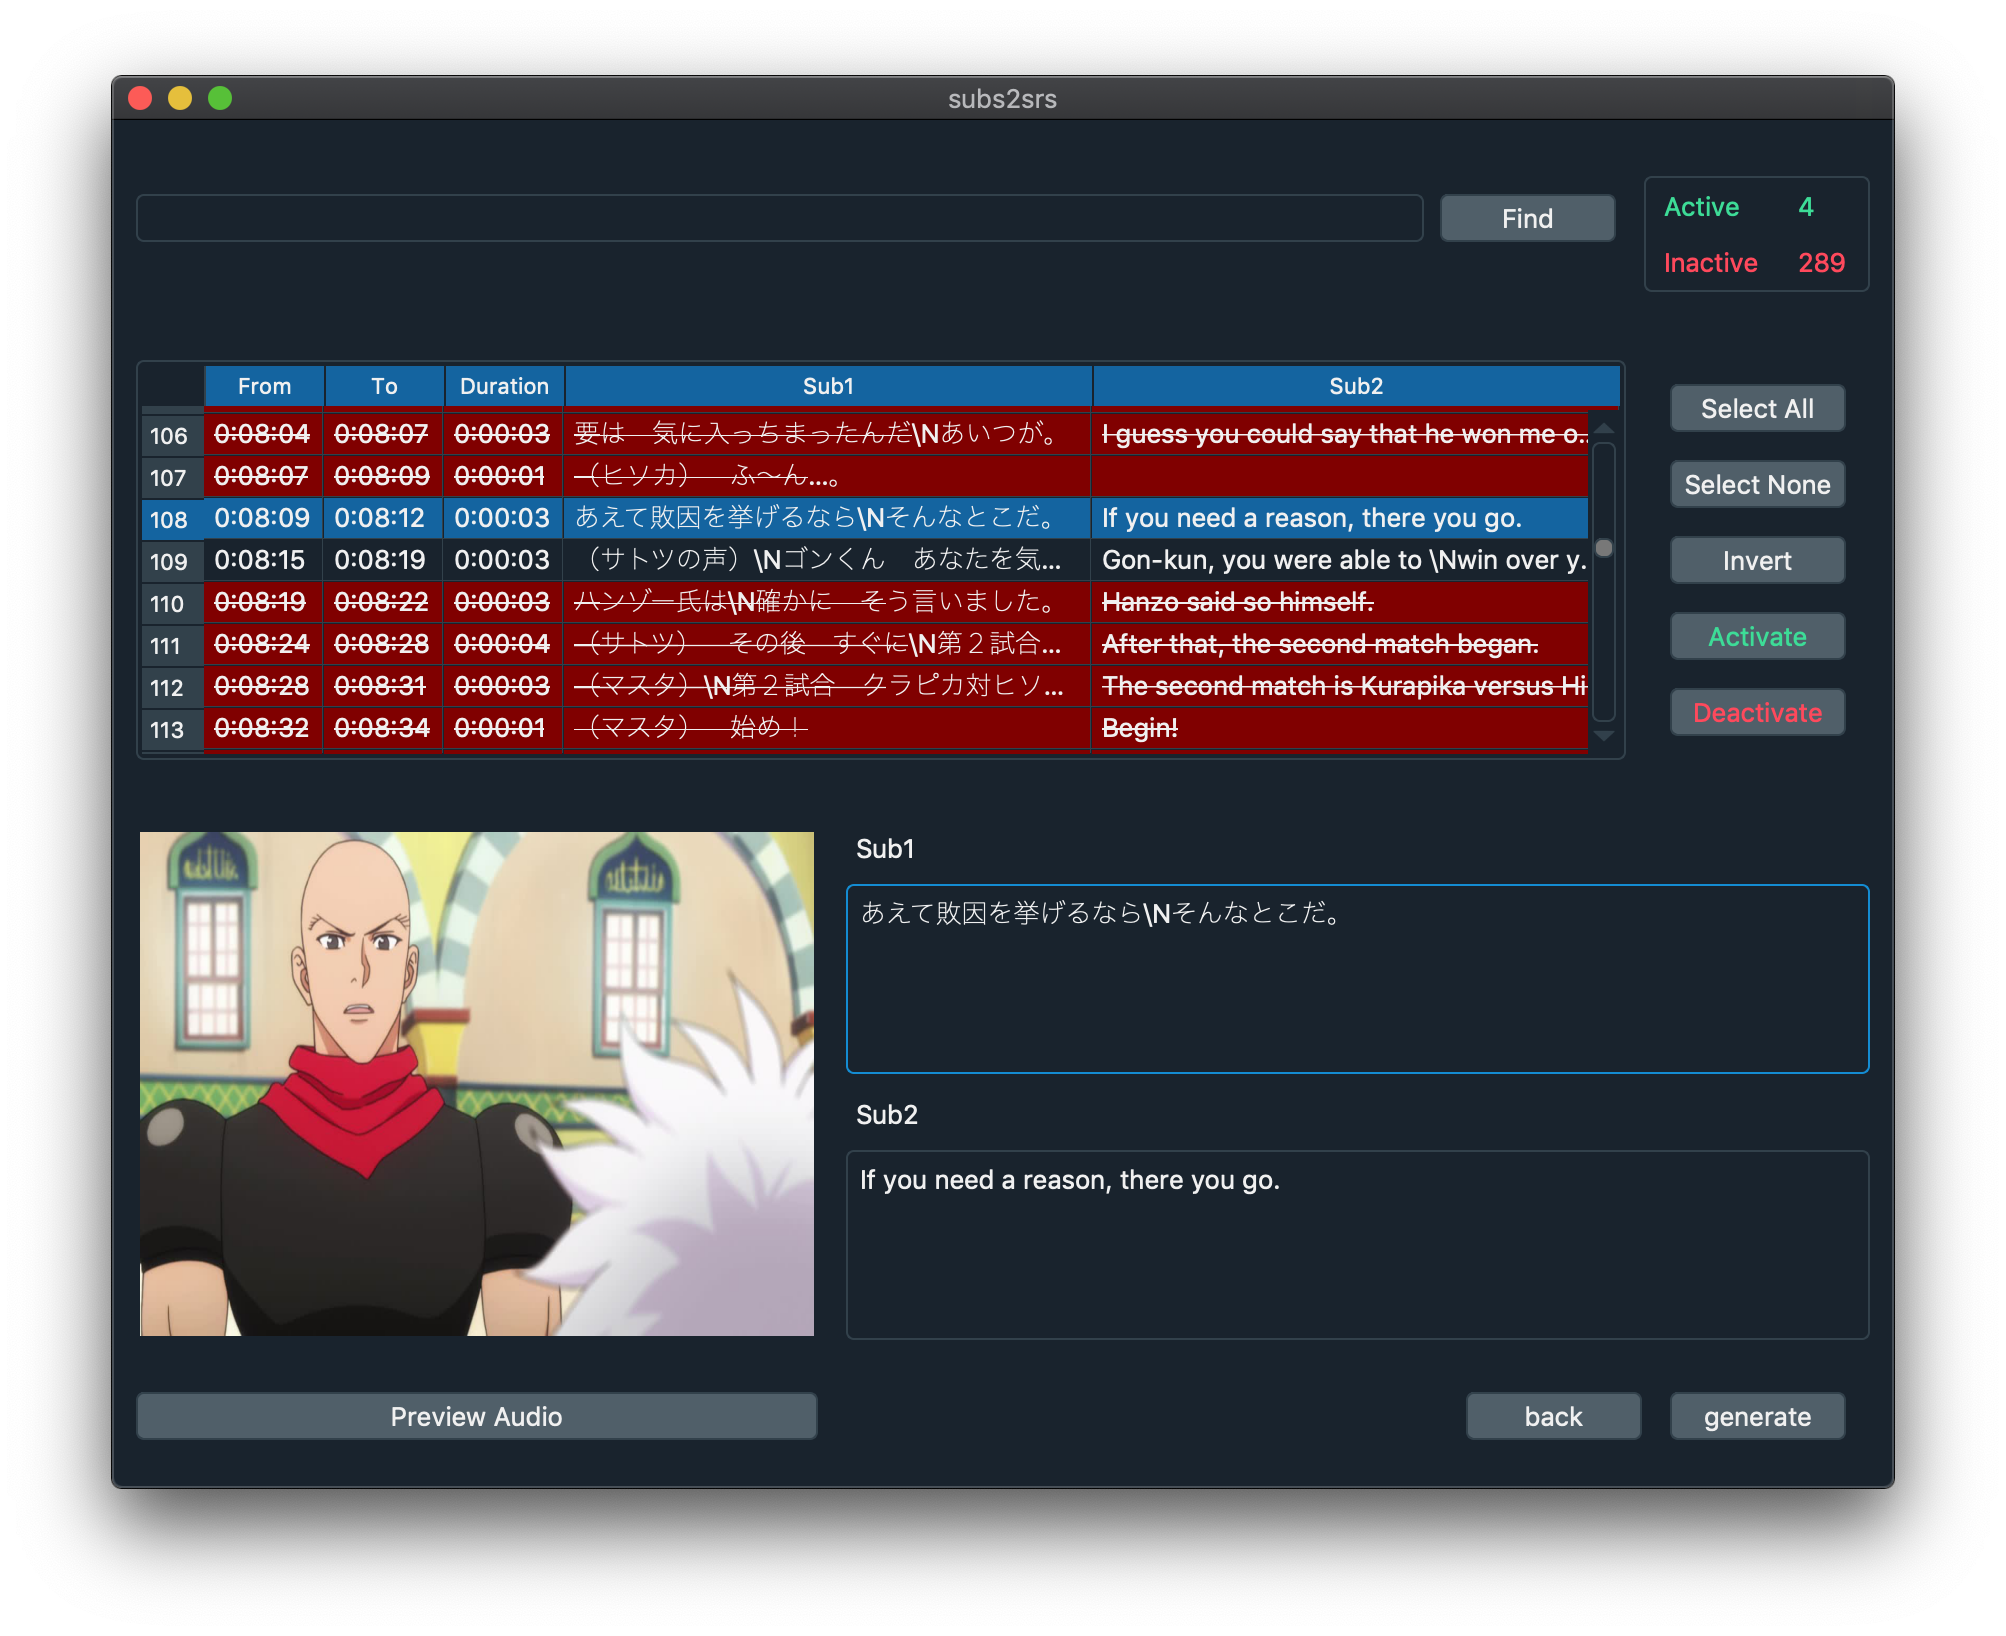 subs2srs
Find
Active 4
Inactive 289
From To Duration Sub1 Sub2
106 0:08:04 0:08:07 0:00:03 要は　気に入っちまったんだ\Nあいつが。 I guess you could say that he won me o...
107 0:08:07 0:08:09 0:00:01 （ヒソカ）　ふ～ん…。
108 0:08:09 0:08:12 0:00:03 あえて敗因を挙げるなら\Nそんなとこだ。 If you need a reason, there you go.
109 0:08:15 0:08:19 0:00:03 （サトツの声）\Nゴンくん　あなたを気... Gon-kun, you were able to \Nwin over y.
110 0:08:19 0:08:22 0:00:03 ハンゾー氏は\N確かに　そう言いました。 Hanzo said so himself.
111 0:08:24 0:08:28 0:00:04 （サトツ）　その後　すぐに\N第２試合... After that, the second match began.
112 0:08:28 0:08:31 0:00:03 （マスタ）\N第２試合　クラピカ対ヒソ... The second match is Kurapika versus Hi
113 0:08:32 0:08:34 0:00:01 （マスタ）　始め！ Begin!
Select All
Select None
Invert
Activate
Deactivate
Sub1
あえて敗因を挙げるなら\Nそんなとこだ。
Sub2
If you need a reason, there you go.
Preview Audio
back
generate